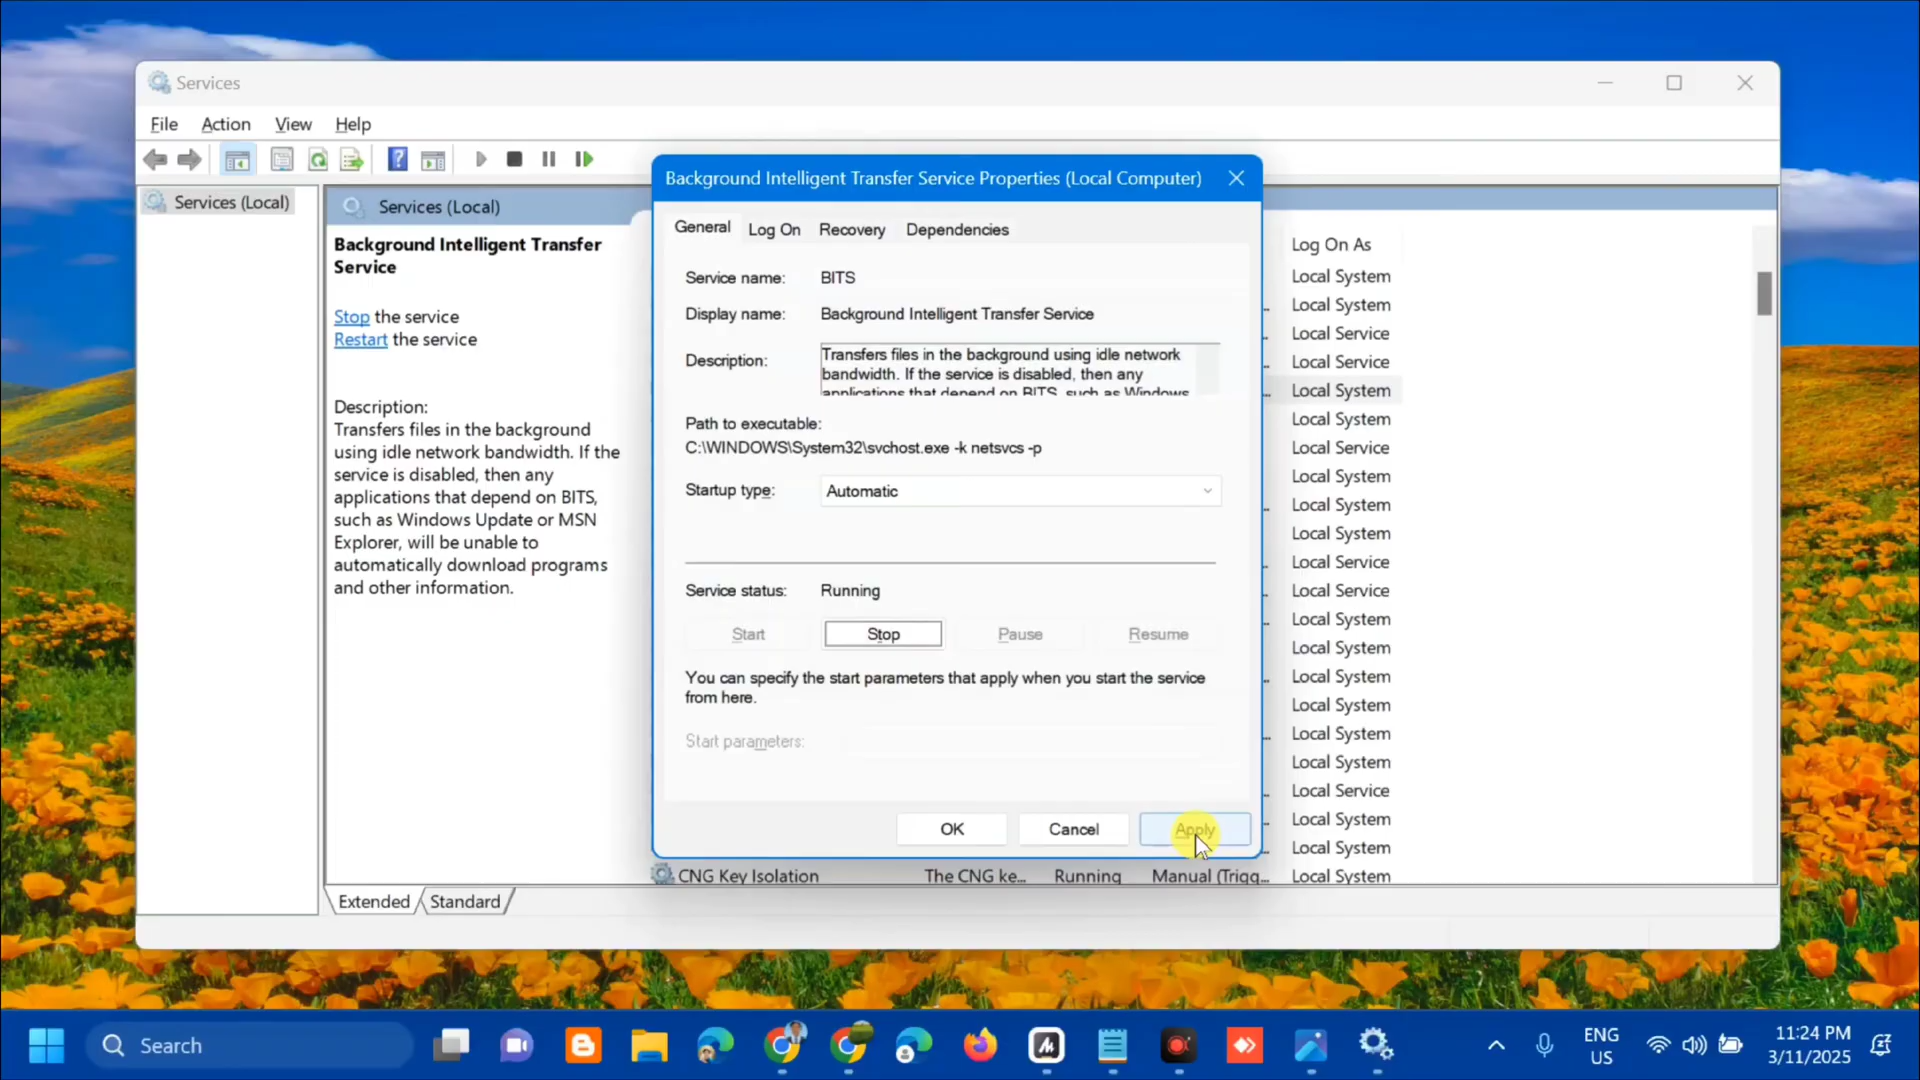 Services
File Action View Help
Services (Local)
Services (Local)
Background Intelligent Transfer
Service
Stop the service
Restart the service
Description:
Transfers files in the background
using idle network bandwidth. If the
service is disabled, then any
applications that depend on BITS,
such as Windows Update or MSN
Explorer, will be unable to
automatically download programs
and other information.
Background Intelligent Transfer Service Properties (Local Computer)
General Log On Recovery Dependencies
Service name: BITS
Display name: Background Intelligent Transfer Service
Description: Transfers files in the background using idle network
bandwidth. If the service is disabled, then any
applications that depend on BITS, such as Windows
Path to executable:
C:\WINDOWS\System32\svchost.exe -k netsvcs -p
Startup type: Automatic
Service status: Running
Start Stop Pause Resume
You can specify the start parameters that apply when you start the service
from here.
Start parameters:
OK Cancel Apply
Log On As
Local System
Local System
Local Service
Local Service
Local System
Local System
Local Service
Local System
Local System
Local System
Local Service
Local Service
Local System
Local System
Local System
Local System
Local System
Local System
Local Service
Local System
Local System
CNG Key Isolation The CNG ke... Running Manual (Trigg... Local System
Extended Standard
Search
ENG
US
11:24 PM
3/11/2025